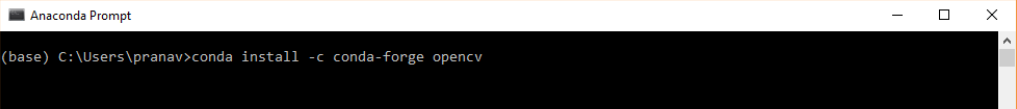 Anaconda Prompt
(base) C:\Users\pranav>conda install -c conda-forge opencv